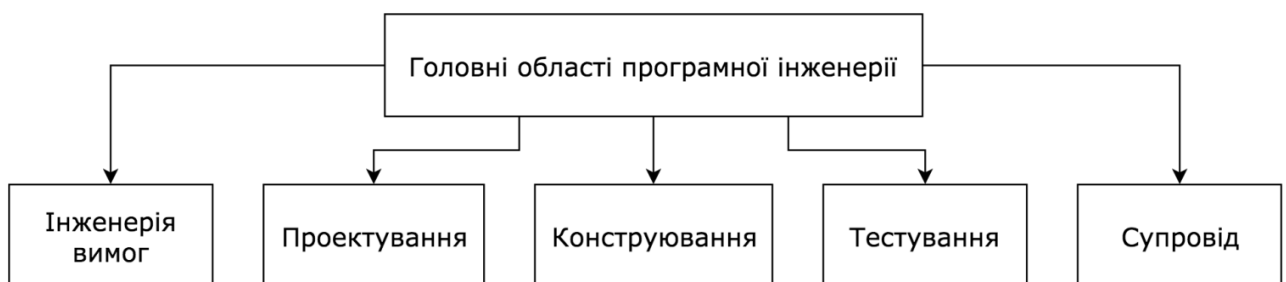 Головні області програмної інженерії
Інженерія
вимог
Проектування
Конструювання
Тестування
Супровід